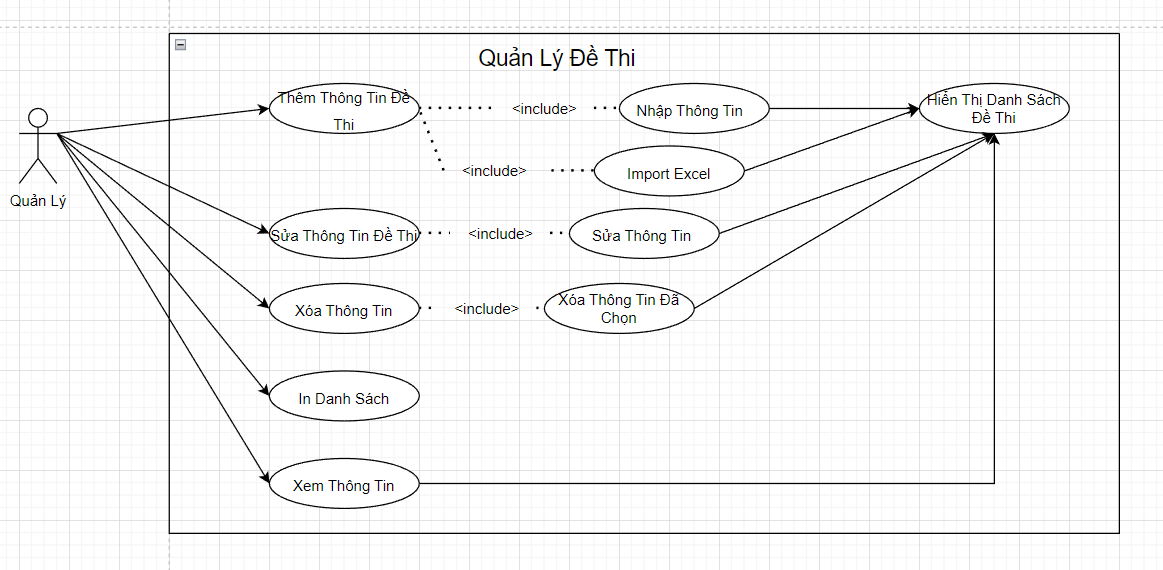 Quản Lý Đề Thi
Thêm Thông Tin Đề
Thi
<include>
Nhập Thông Tin
Hiển Thị Danh Sách
Đề Thi
<include>
Import Excel
Quản Lý
Sửa Thông Tin Đề Thi
<include>
Sửa Thông Tin
Xóa Thông Tin
<include>
Xóa Thông Tin Đã
Chọn
In Danh Sách
Xem Thông Tin